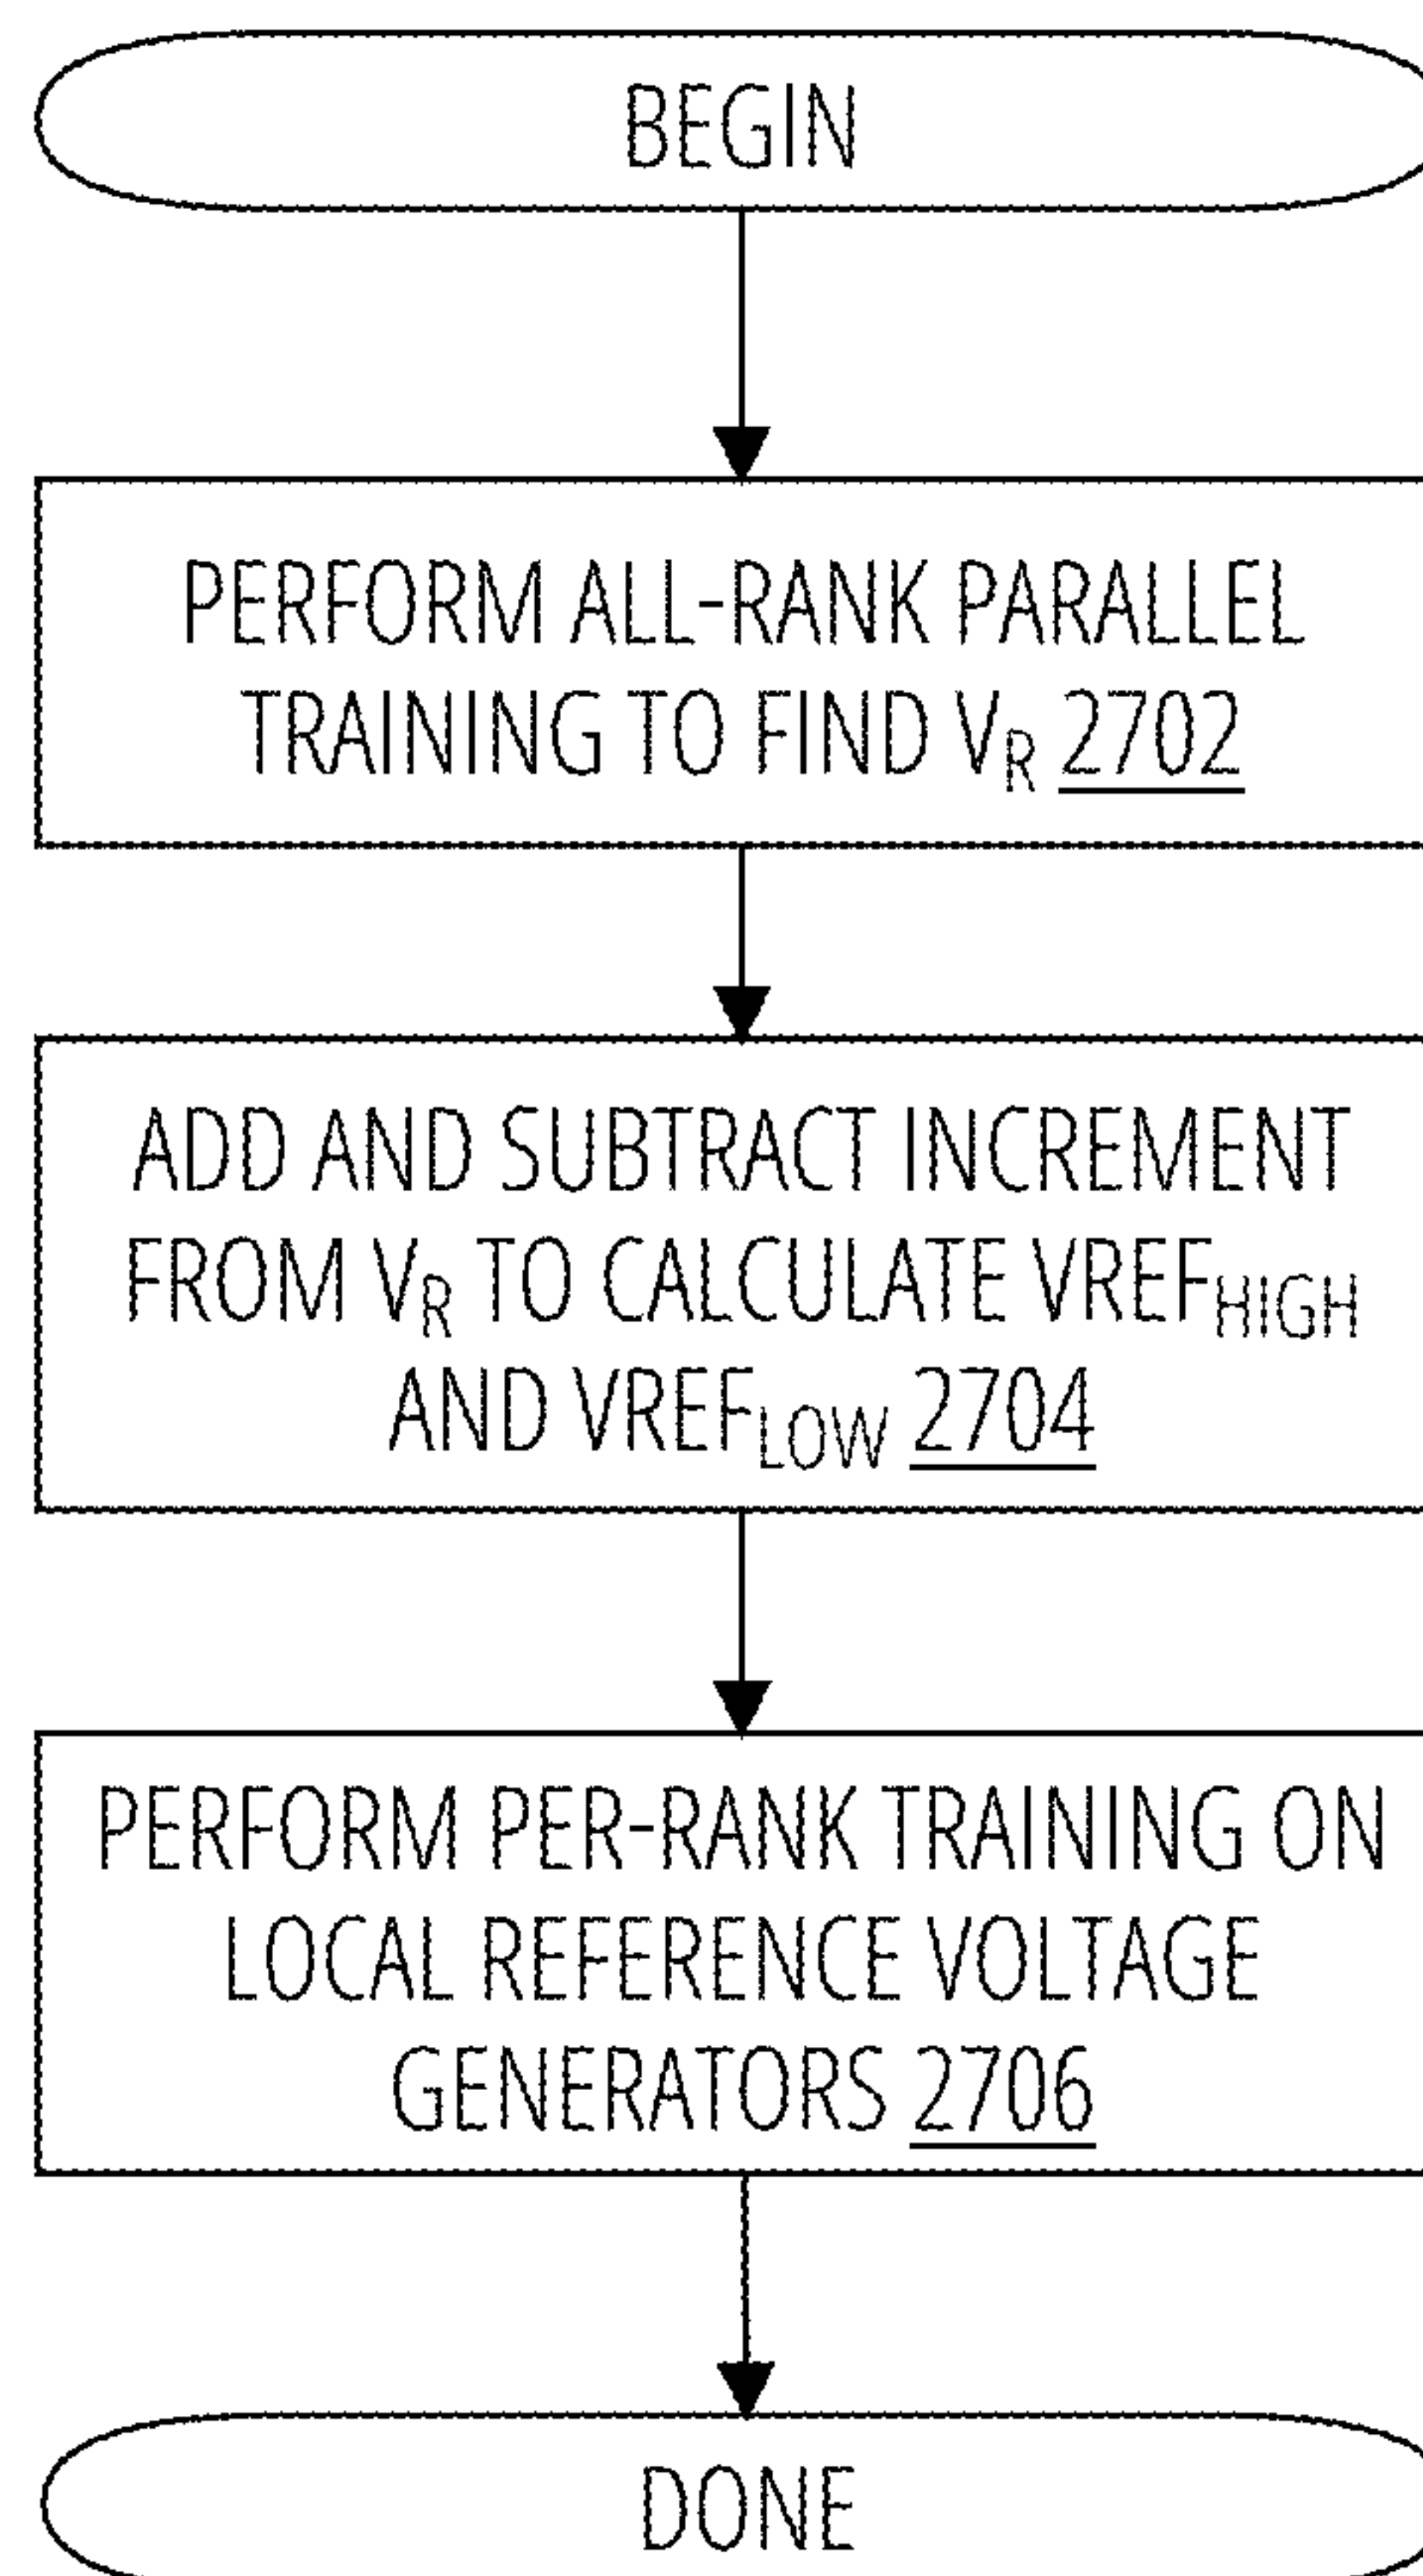 BEGIN
PERFORM ALL-RANK PARALLEL
TRAINING TO FIND VR 2702
ADD AND SUBTRACT INCREMENT
FROM VR TO CALCULATE VREFHIGH
AND VREFLOW 2704
PERFORM PER-RANK TRAINING ON
LOCAL REFERENCE VOLTAGE
GENERATORS 2706
DONE